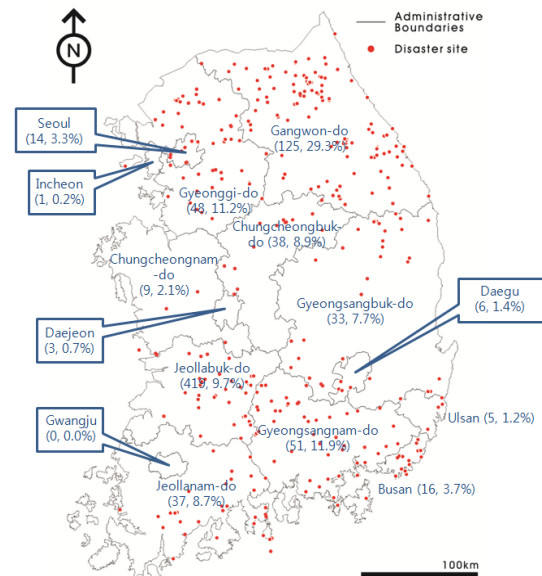 Administrative
Boundaries
Disaster site
N
Seoul
(14, 3.3%)
Gangwon-do
(125, 29.3%)
Incheon
(1, 0.2%)
Gyeonggi-do
(48, 11.2%)
Chungcheongbuk-
do (38, 8.9%)
Chungcheongnam
-do
(9, 2.1%)
Gyeongsangbuk-do
(33, 7.7%)
Daegu
(6, 1.4%)
Daejeon
(3, 0.7%)
Jeollabuk-do
(418, 9.7%)
Gwangju
(0, 0.0%)
Gyeongsangnam-do
(51, 11.9%)
Ulsan (5, 1.2%)
Jeollanam-do
(37, 8.7%)
Busan (16, 3.7%)
100km